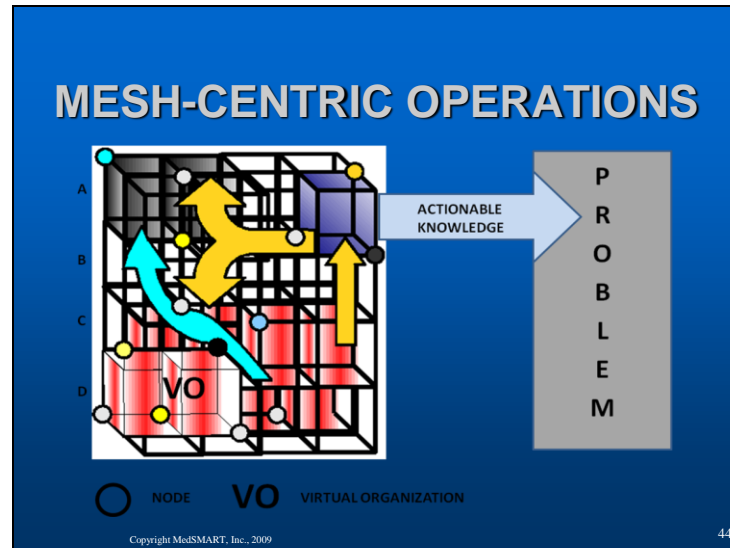 MESH-CENTRIC OPERATIONS
A
B
C
D
VO
ACTIONABLE
KNOWLEDGE
P
R
O
B
L
E
M
NODE
VO
VIRTUAL ORGANIZATION
Copyright MedSMART, Inc., 2009
44